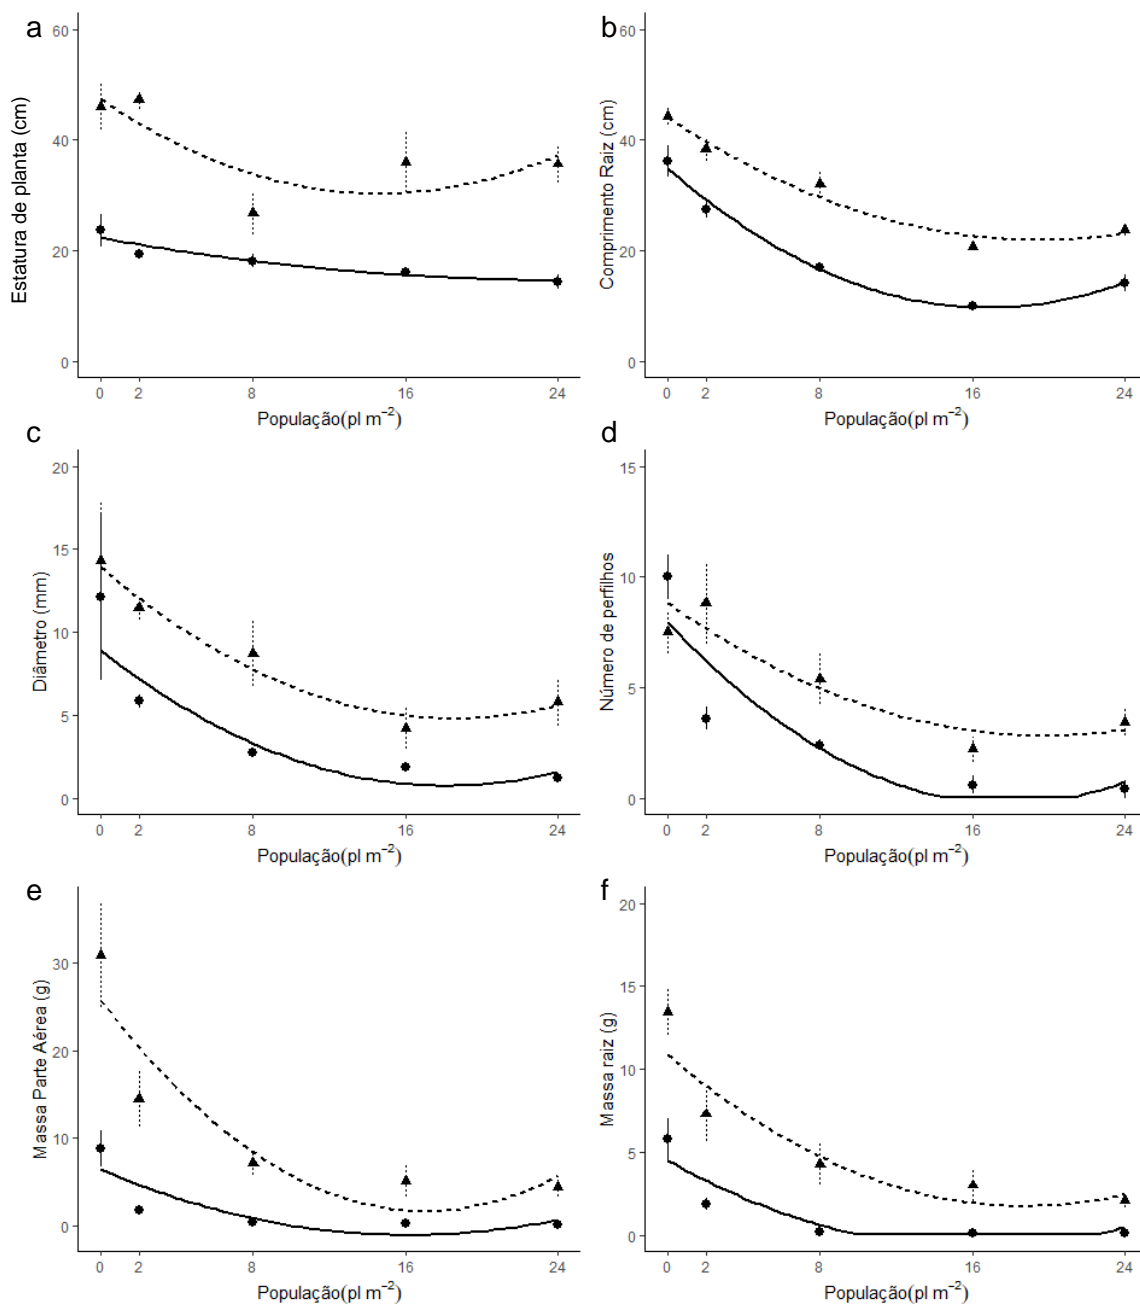 a
60
40
20
0
Estatura de planta (cm)
0 2 8 16 24
População(pl m⁻²)
b
60
40
20
0
Comprimento Raiz (cm)
0 2 8 16 24
População(pl m⁻²)
c
20
15
10
5
0
Diâmetro (mm)
0 2 8 16 24
População(pl m⁻²)
d
15
10
5
0
Número de perfilhos
0 2 8 16 24
População(pl m⁻²)
e
30
20
10
0
Massa Parte Aérea (g)
0 2 8 16 24
População(pl m⁻²)
f
20
15
10
5
0
Massa raiz (g)
0 2 8 16 24
População(pl m⁻²)